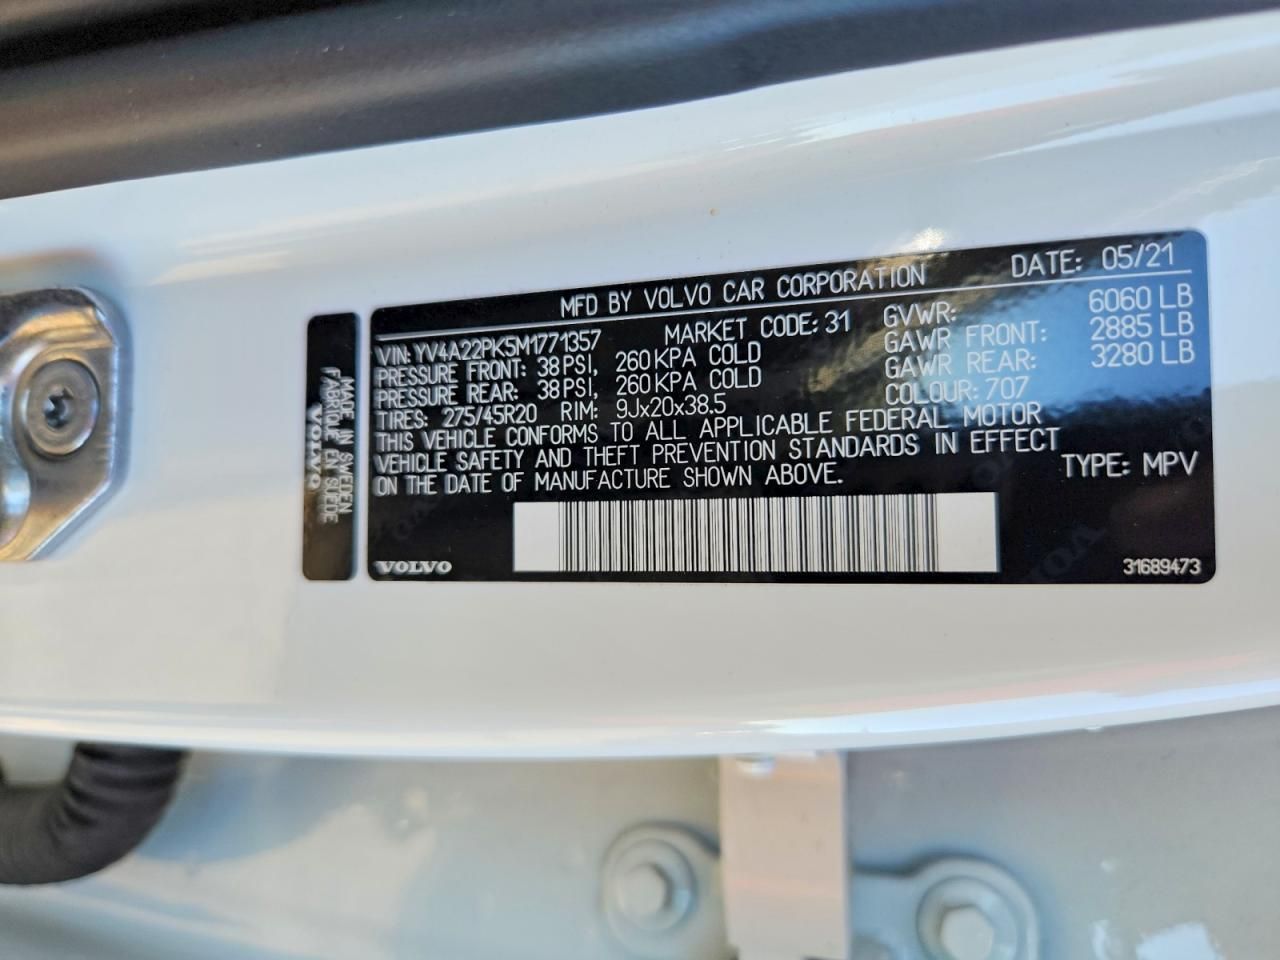 MFD BY VOLVO CAR CORPORATION DATE: 05/21
VIN: YV4A22PK5M1771357 MARKET CODE: 31 GVWR: 6060 LB
PRESSURE FRONT: 38 PSI, 260 KPA COLD GAWR FRONT: 2885 LB
PRESSURE REAR: 38 PSI, 260 KPA COLD GAWR REAR: 3280 LB
TIRES: 275/45R20 RIM: 9Jx20x38.5 COLOUR: 707
THIS VEHICLE CONFORMS TO ALL APPLICABLE FEDERAL MOTOR
VEHICLE SAFETY AND THEFT PREVENTION STANDARDS IN EFFECT
ON THE DATE OF MANUFACTURE SHOWN ABOVE. TYPE: MPV
VOLVO 31689473
MADE IN SWEDEN
FABRIQUE EN SUEDE
VOLVO